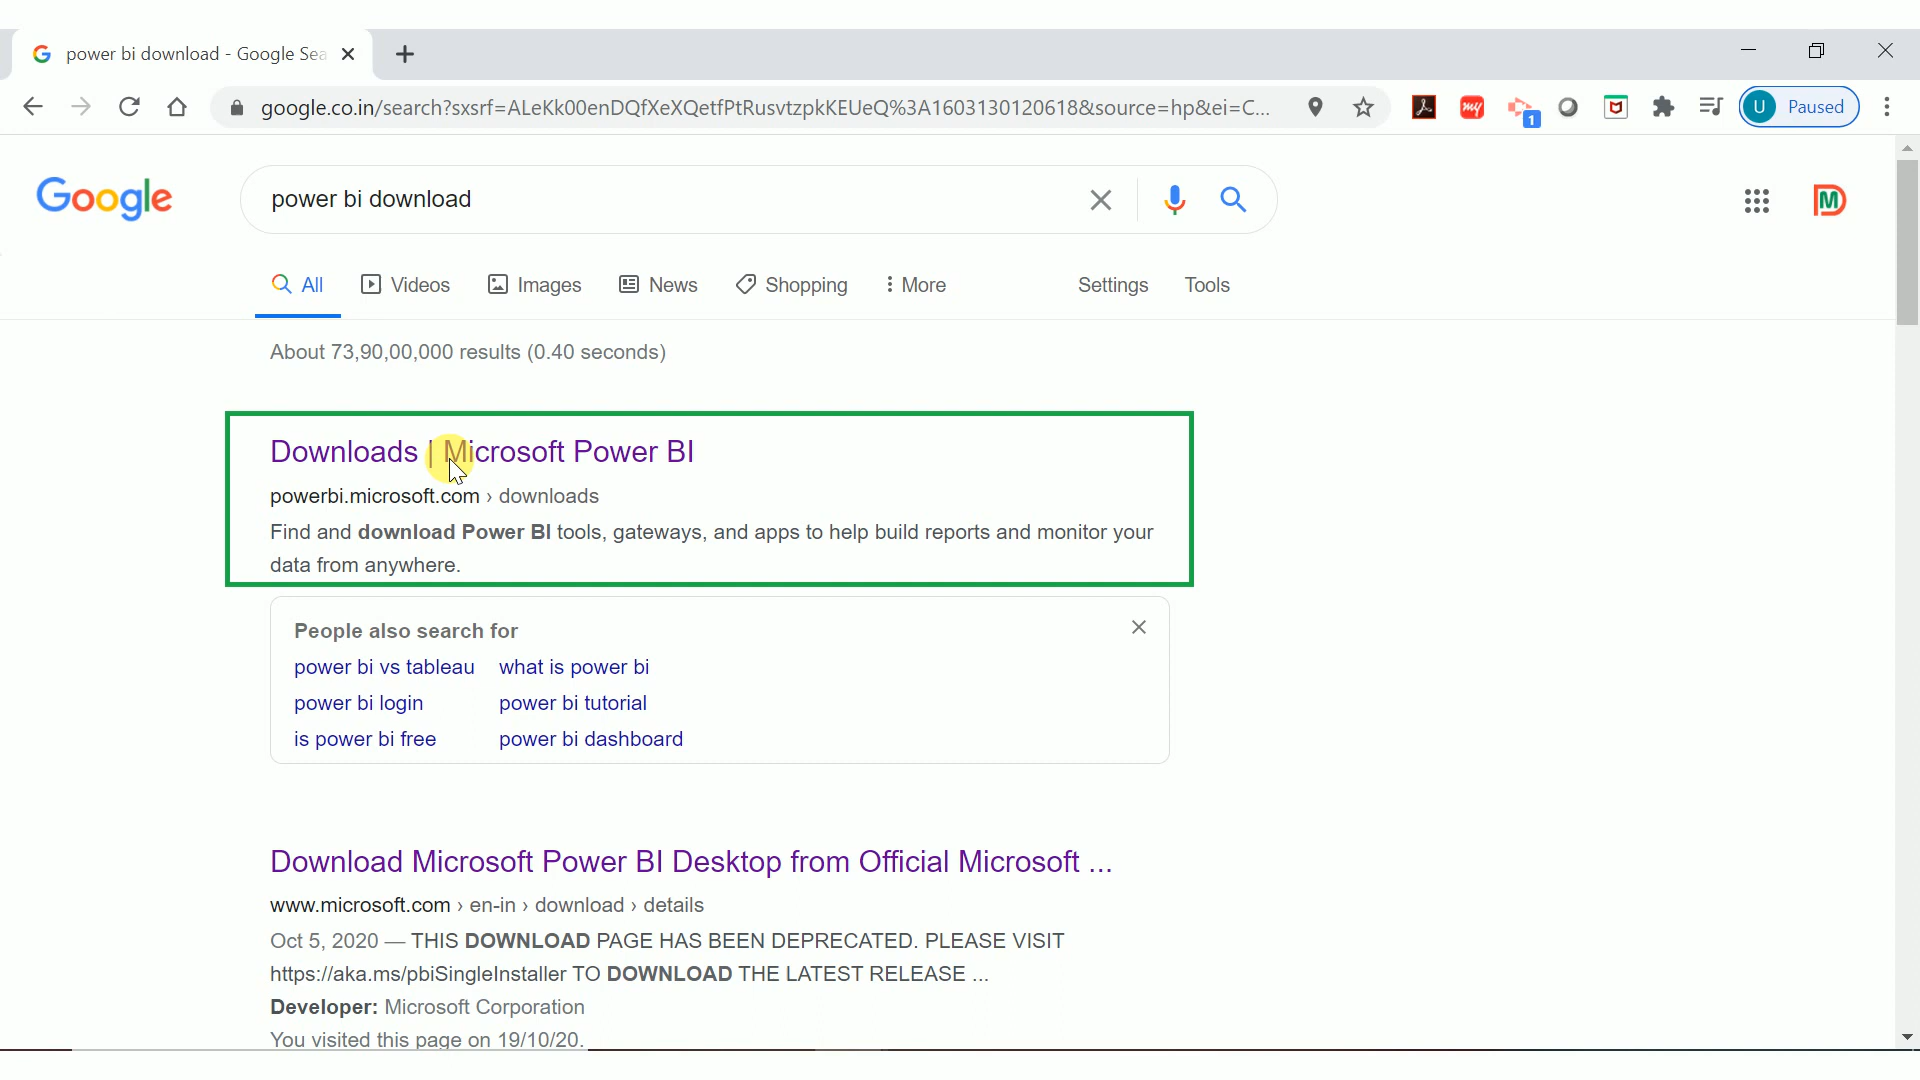 power bi download - Google Sea
google.co.in/search?sxsrf=ALeKk00enDQfXeXQetfPtRusvtzpkKEUeQ%3A1603130120618&source=hp&ei=C...
my
1
U Paused
Google
power bi download
M
All Videos Images News Shopping More Settings Tools
About 73,90,00,000 results (0.40 seconds)
Downloads | Microsoft Power BI
powerbi.microsoft.com › downloads
Find and download Power BI tools, gateways, and apps to help build reports and monitor your
data from anywhere.
People also search for
power bi vs tableau what is power bi
power bi login power bi tutorial
is power bi free power bi dashboard
Download Microsoft Power BI Desktop from Official Microsoft ...
www.microsoft.com › en-in › download › details
Oct 5, 2020 — THIS DOWNLOAD PAGE HAS BEEN DEPRECATED. PLEASE VISIT
https://aka.ms/pbiSingleInstaller TO DOWNLOAD THE LATEST RELEASE ...
Developer: Microsoft Corporation
You visited this page on 19/10/20.